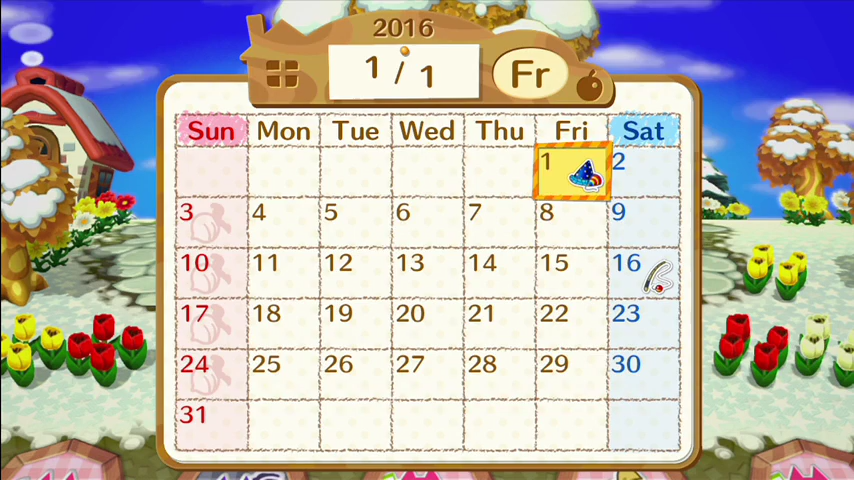 2016
1/1 Fr
Sun Mon Tue Wed Thu Fri Sat
1 2
3 4 5 6 7 8 9
10 11 12 13 14 15 16
17 18 19 20 21 22 23
24 25 26 27 28 29 30
31